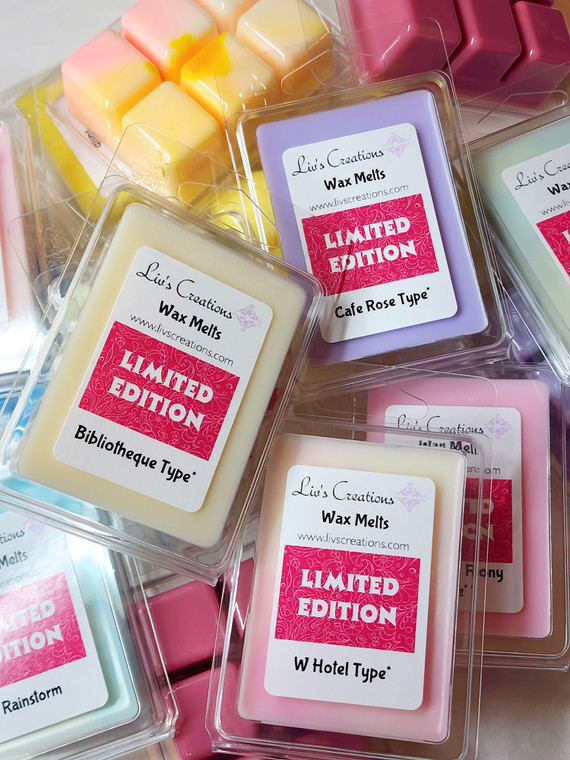 Liv's Creations
Wax Melts
www.livscreations.com
LIMITED
EDITION
Cafe Rose Type*
Liv's Creations
Wax Melts
www.livscreations.com
LIMITED
EDITION
Bibliotheque Type*
Liv's Creations
Wax Melts
www.livscreations.com
LIMITED
EDITION
W Hotel Type*
Liv's Creations
Wax Melt
Melts
Rainstorm